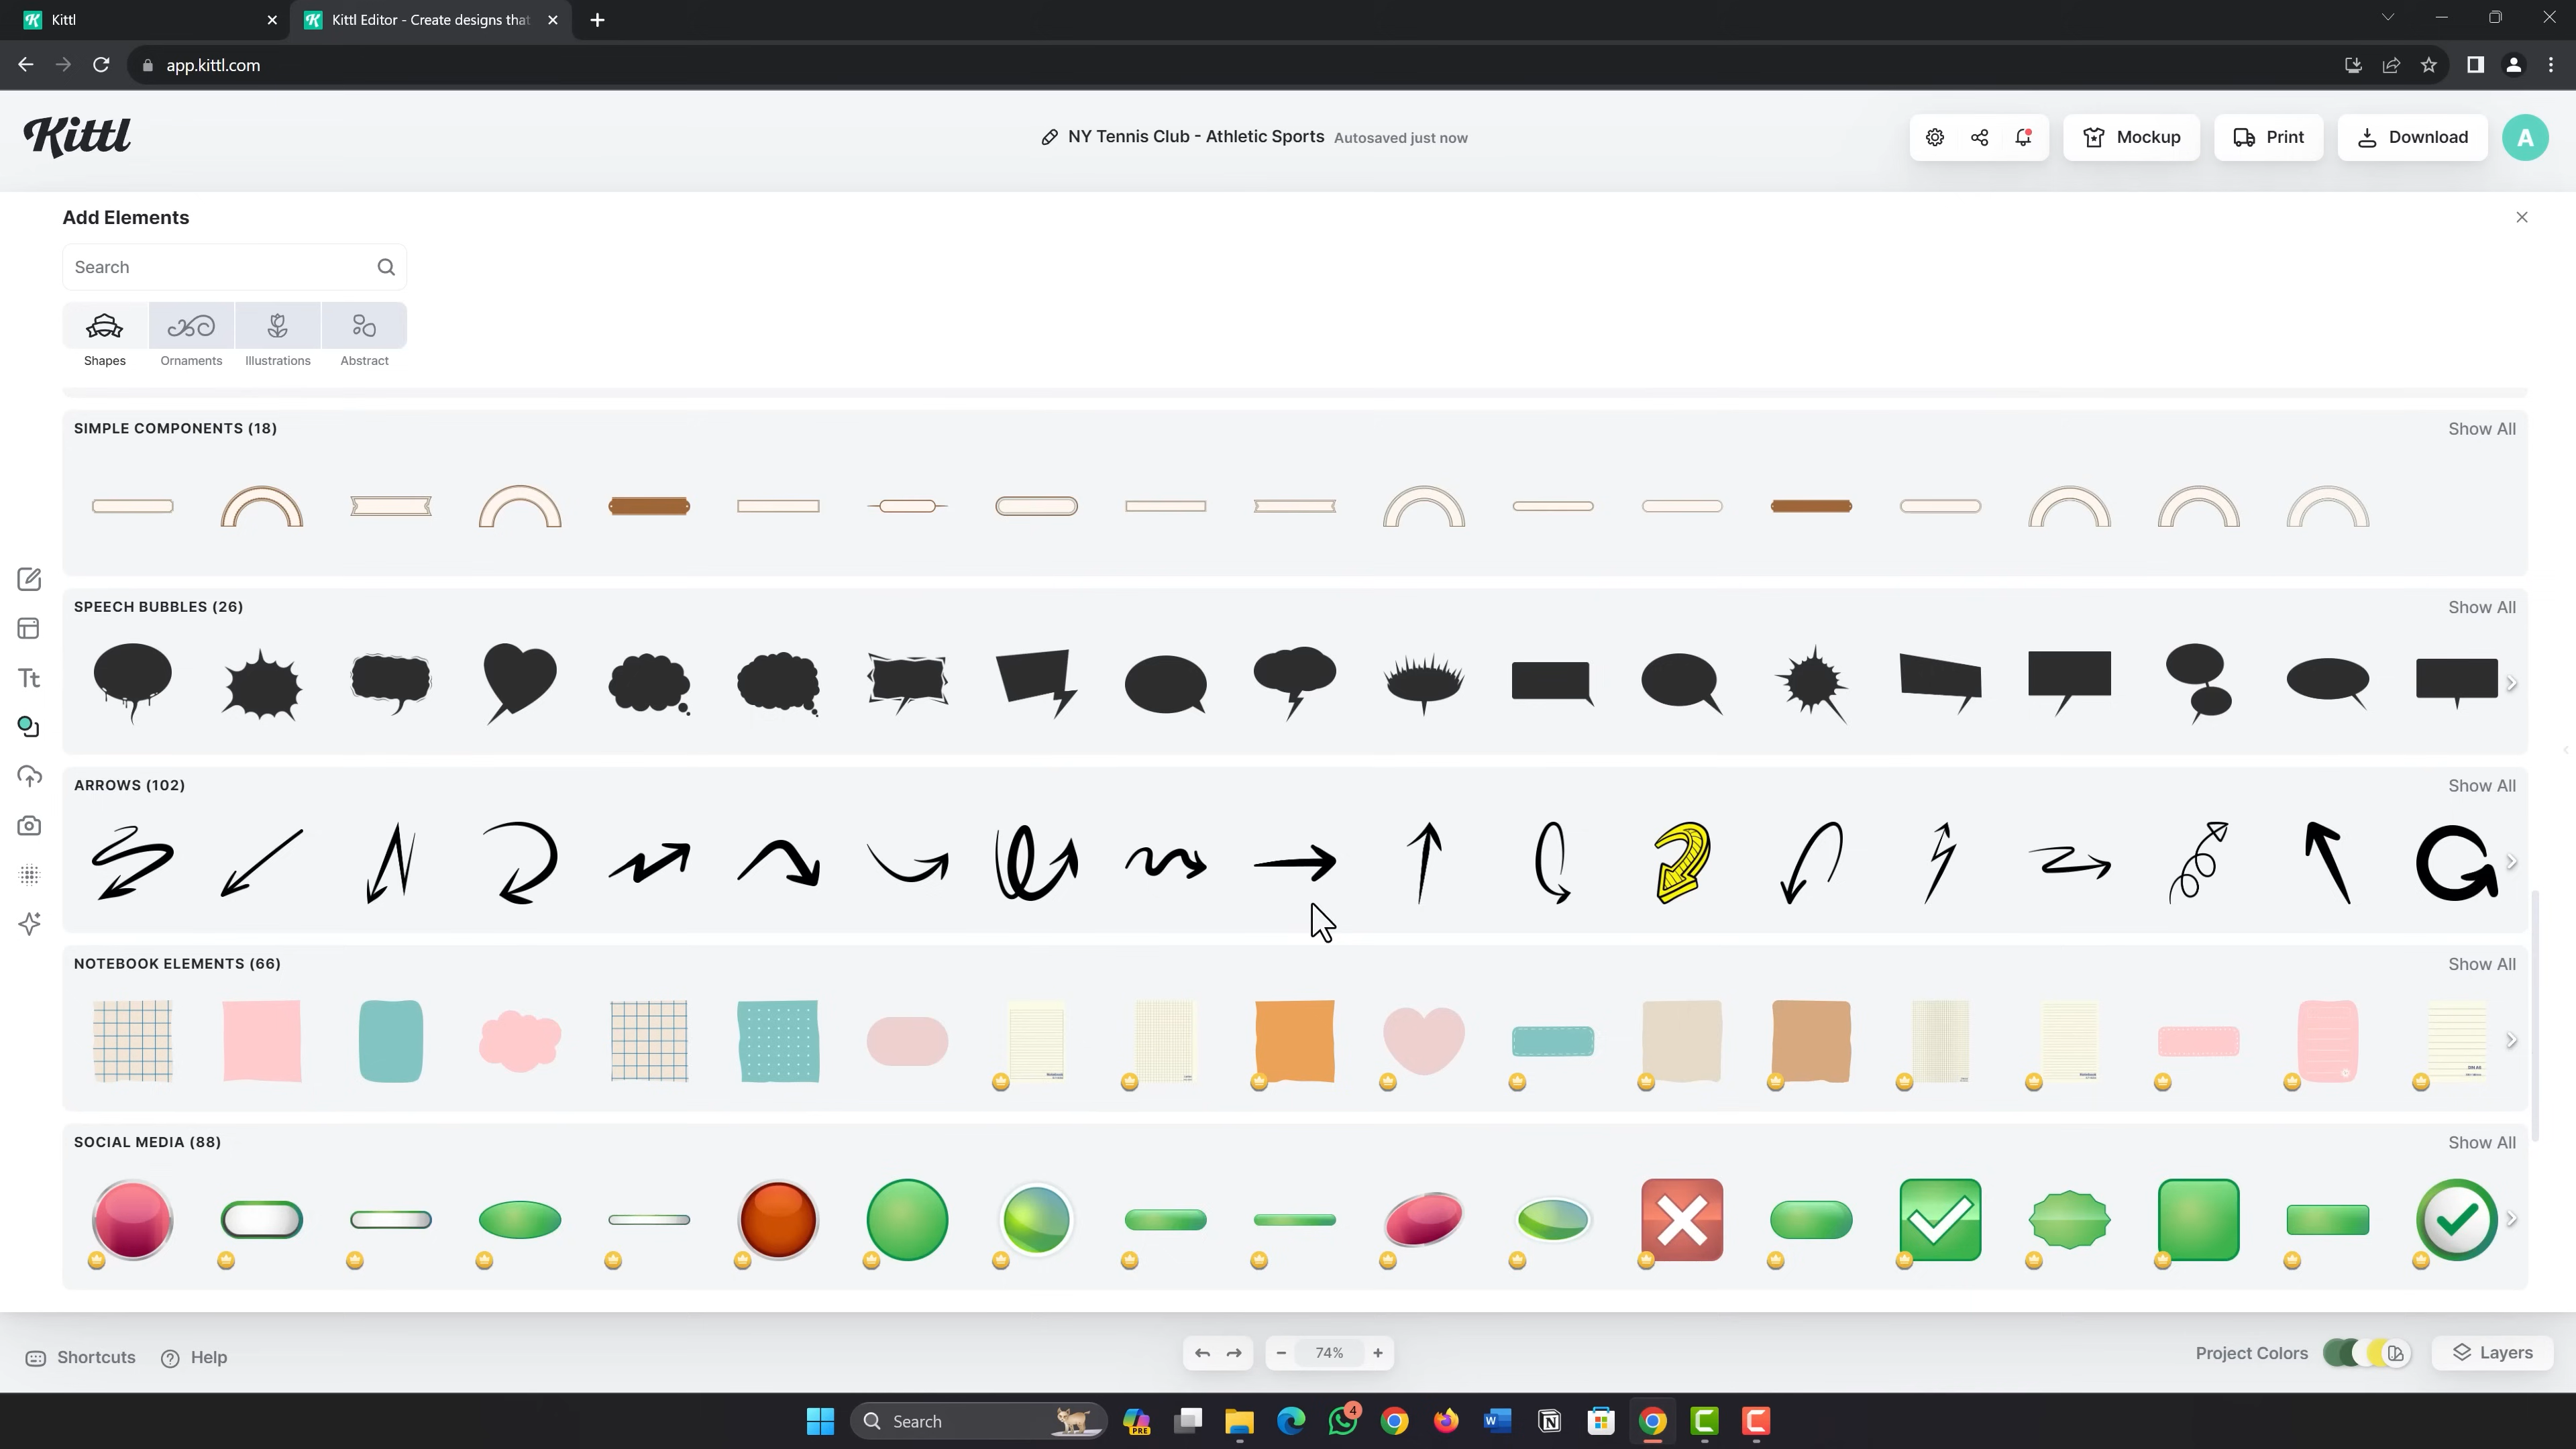 Kittl
Kittl Editor - Create designs that
app.kittl.com
Kittl
NY Tennis Club - Athletic Sports Autosaved just now
Mockup
Print
Download
A
Add Elements
Search
Shapes
Ornaments
Illustrations
Abstract
SIMPLE COMPONENTS (18)
Show All
SPEECH BUBBLES (26)
Show All
Tt
ARROWS (102)
Show All
NOTEBOOK ELEMENTS (66)
Show All
SOCIAL MEDIA (88)
Show All
Shortcuts
Help
74%
Project Colors
Layers
Search
PRE
4